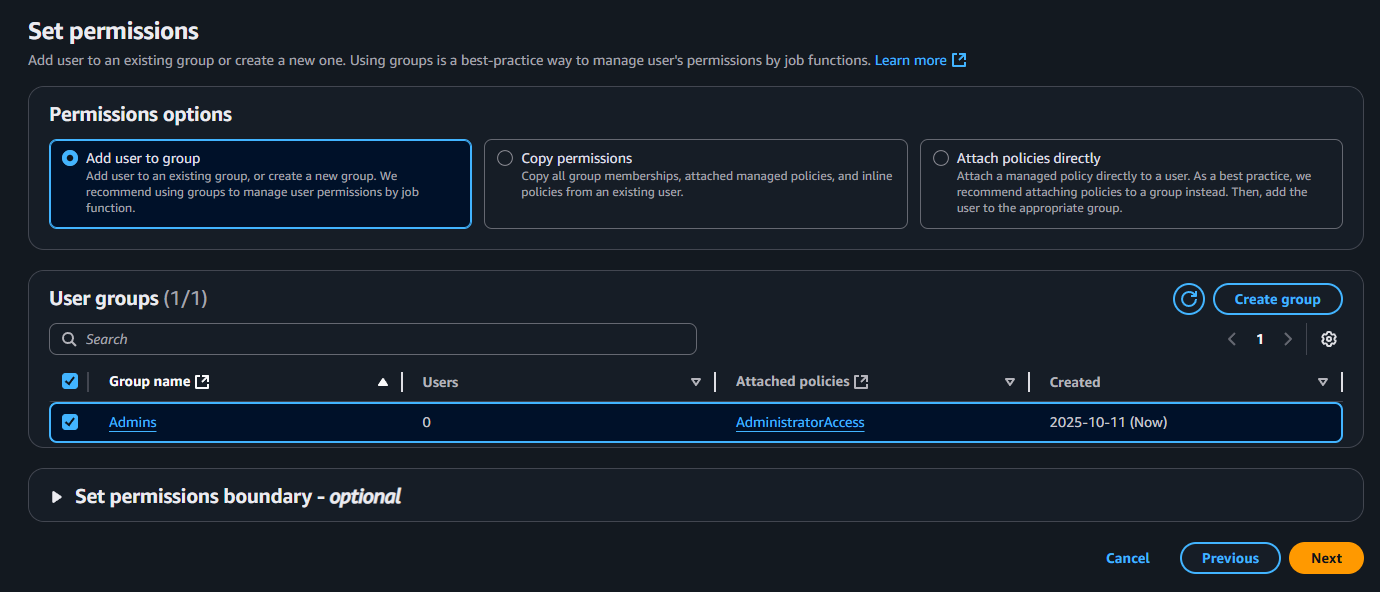 Set permissions
Add user to an existing group or create a new one. Using groups is a best-practice way to manage user's permissions by job functions. Learn more
Permissions options
Add user to group
Add user to an existing group, or create a new group. We
recommend using groups to manage user permissions by job
function.
Copy permissions
Copy all group memberships, attached managed policies, and inline
policies from an existing user.
Attach policies directly
Attach a managed policy directly to a user. As a best practice, we
recommend attaching policies to a group instead. Then, add the
user to the appropriate group.
User groups (1/1)
Create group
Search
1
Group name Users Attached policies Created
Admins 0 AdministratorAccess 2025-10-11 (Now)
Set permissions boundary - optional
Cancel Previous Next